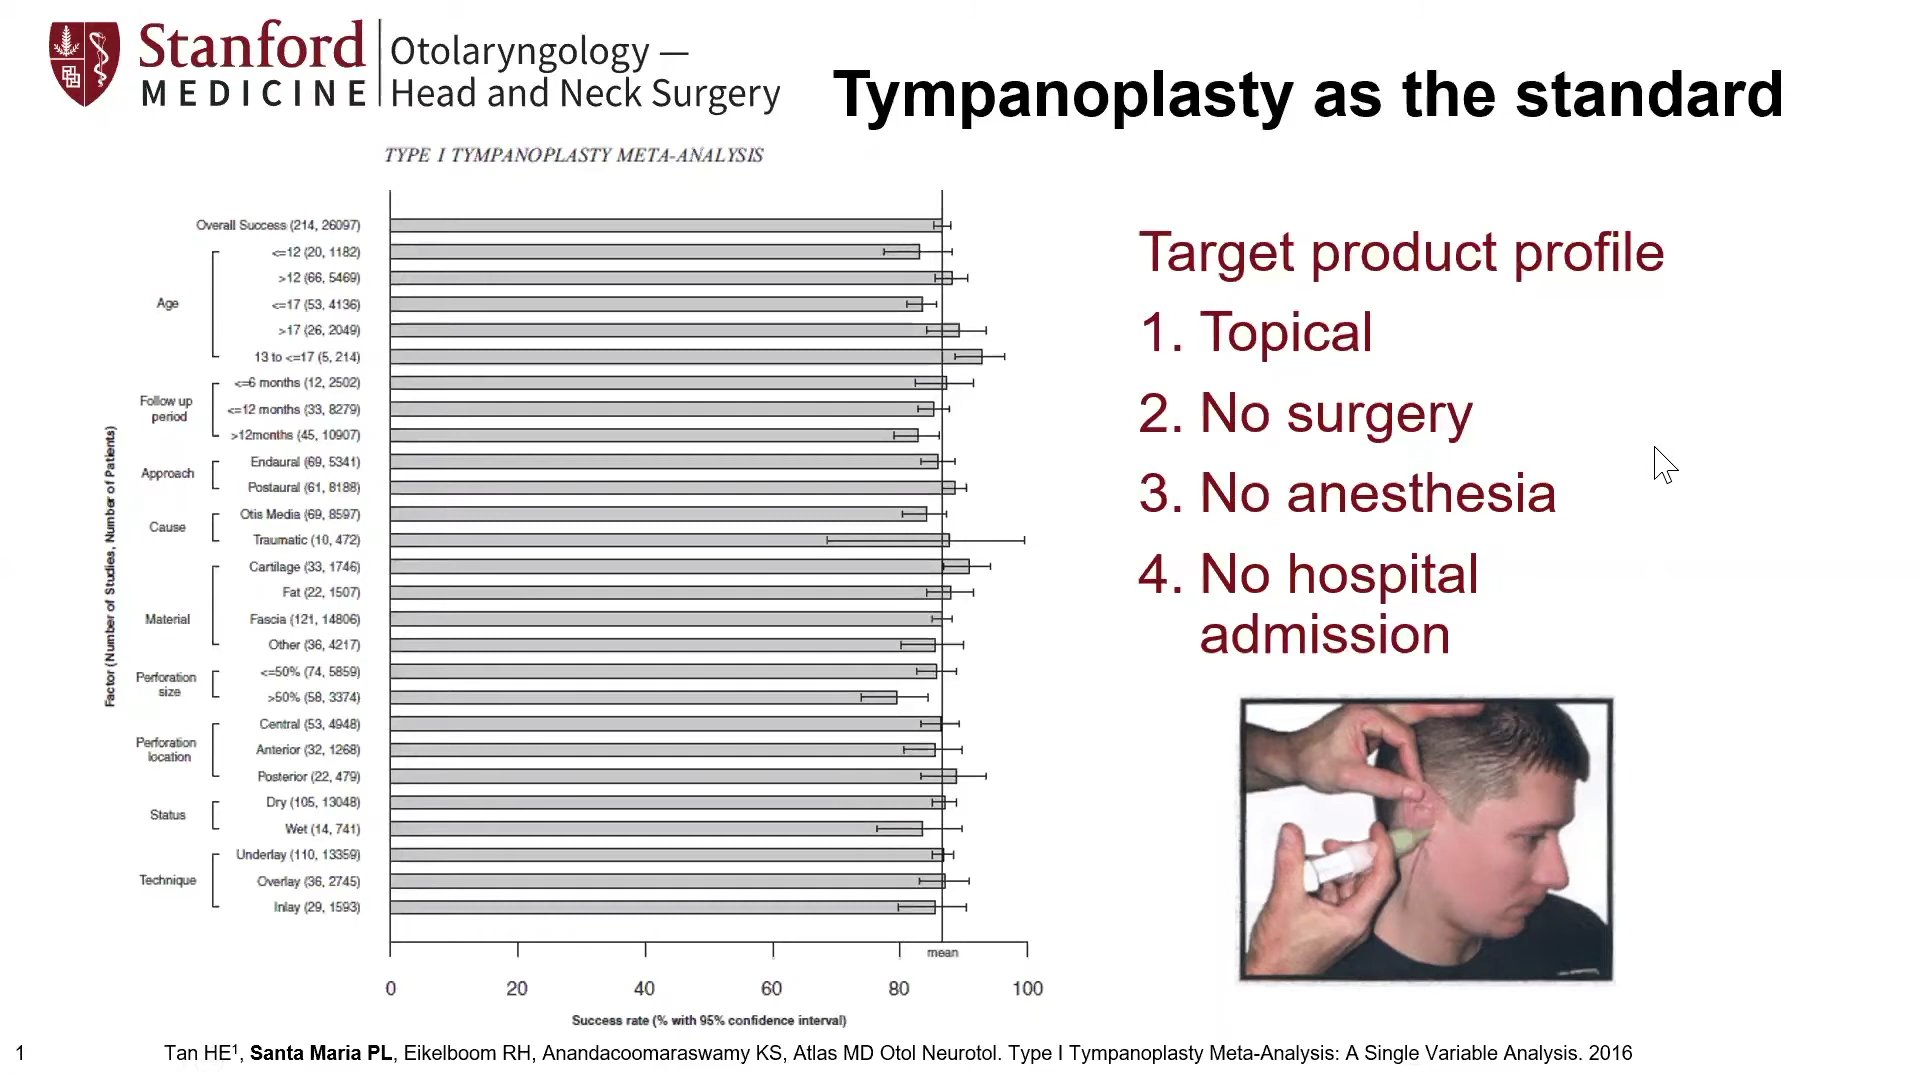 Stanford
MEDICINE
Otolaryngology —
Head and Neck Surgery
Tympanoplasty as the standard
TYPE I TYMPANOPLASTY META-ANALYSIS
Factor (Number of Studies, Number of Patients)
Overall Success (214, 26097)
Age
<=12 (20, 1182)
>12 (66, 5469)
<=17 (53, 4136)
>17 (26, 2049)
13 to <=17 (5, 214)
Follow up
period
<=6 months (12, 2502)
<=12 months (33, 8279)
>12months (45, 10907)
Approach
Endaural (69, 5341)
Postaural (61, 8188)
Cause
Otis Media (69, 8597)
Traumatic (10, 472)
Material
Cartilage (33, 1746)
Fat (22, 1507)
Fascia (121, 14806)
Other (36, 4217)
Perforation
size
<=50% (74, 5859)
>50% (58, 3374)
Perforation
location
Central (53, 4948)
Anterior (32, 1268)
Posterior (22, 479)
Status
Dry (105, 13048)
Wet (14, 741)
Technique
Underlay (110, 13359)
Overlay (36, 2745)
Inlay (29, 1593)
mean
0 20 40 60 80 100
Success rate (% with 95% confidence interval)
Target product profile
1. Topical
2. No surgery
3. No anesthesia
4. No hospital
admission
1
Tan HE¹, Santa Maria PL, Eikelboom RH, Anandacoomaraswamy KS, Atlas MD Otol Neurotol. Type I Tympanoplasty Meta-Analysis: A Single Variable Analysis. 2016